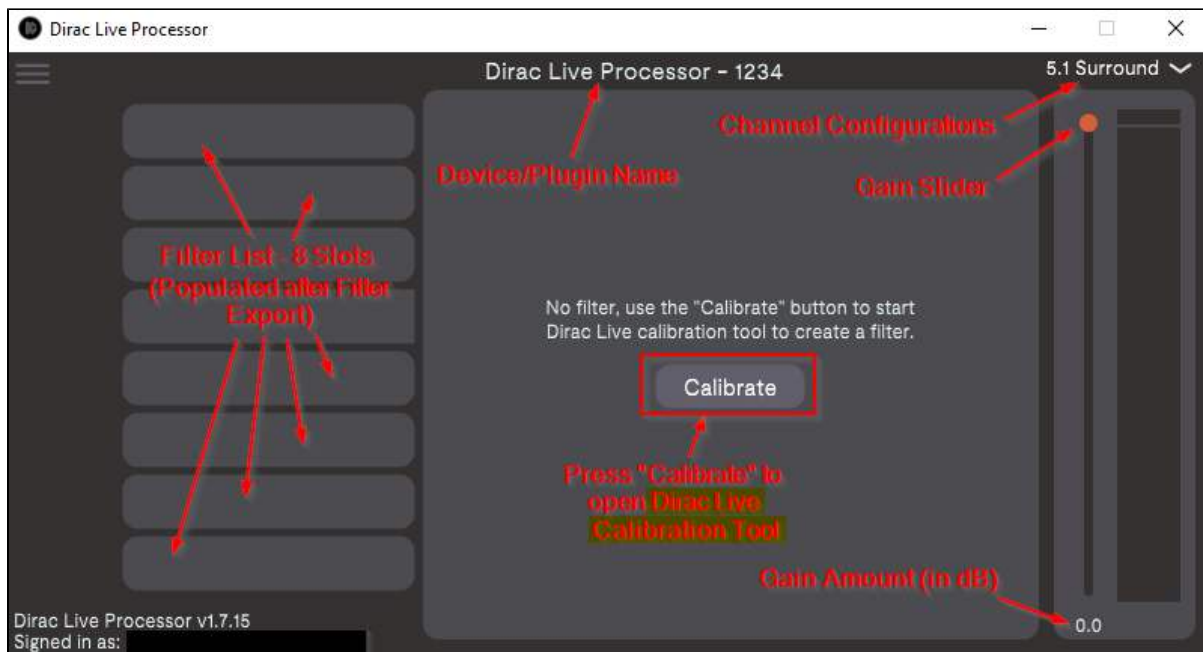 Dirac Live Processor
Dirac Live Processor - 1234
5.1 Surround
Channel Configurations
Device/Plugin Name
Gain Slider
Filter List - 8 Slots
(Populated after Filter
Export)
No filter, use the "Calibrate" button to start
Dirac Live calibration tool to create a filter.
Calibrate
Press "Calibrate" to
open Dirac Live
Calibration Tool
Gain Amount (in dB)
0.0
Dirac Live Processor v1.7.15
Signed in as: